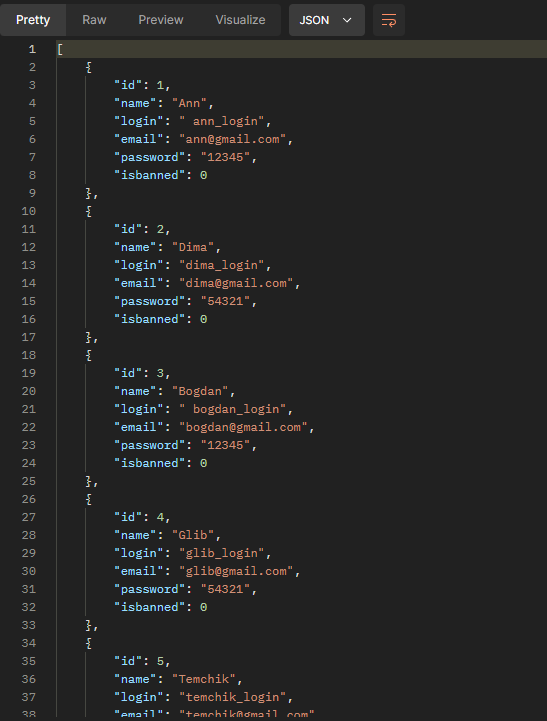 Pretty Raw Preview Visualize JSON
1 [
2 {
3 "id": 1,
4 "name": "Ann",
5 "login": " ann_login",
6 "email": "ann@gmail.com",
7 "password": "12345",
8 "isbanned": 0
9 },
10 {
11 "id": 2,
12 "name": "Dima",
13 "login": "dima_login",
14 "email": "dima@gmail.com",
15 "password": "54321",
16 "isbanned": 0
17 },
18 {
19 "id": 3,
20 "name": "Bogdan",
21 "login": " bogdan_login",
22 "email": "bogdan@gmail.com",
23 "password": "12345",
24 "isbanned": 0
25 },
26 {
27 "id": 4,
28 "name": "Glib",
29 "login": "glib_login",
30 "email": "glib@gmail.com",
31 "password": "54321",
32 "isbanned": 0
33 },
34 {
35 "id": 5,
36 "name": "Temchik",
37 "login": "temchik_login",
38 "email": "temchik@gmail.com"